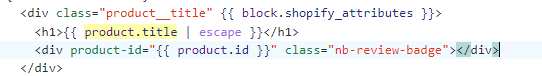 <div class="product__title" {{ block.shopify_attributes }}>
<h1>{{ product.title | escape }}</h1>
<div product-id="{{ product.id }}" class="nb-review-badge"></div>
</div>